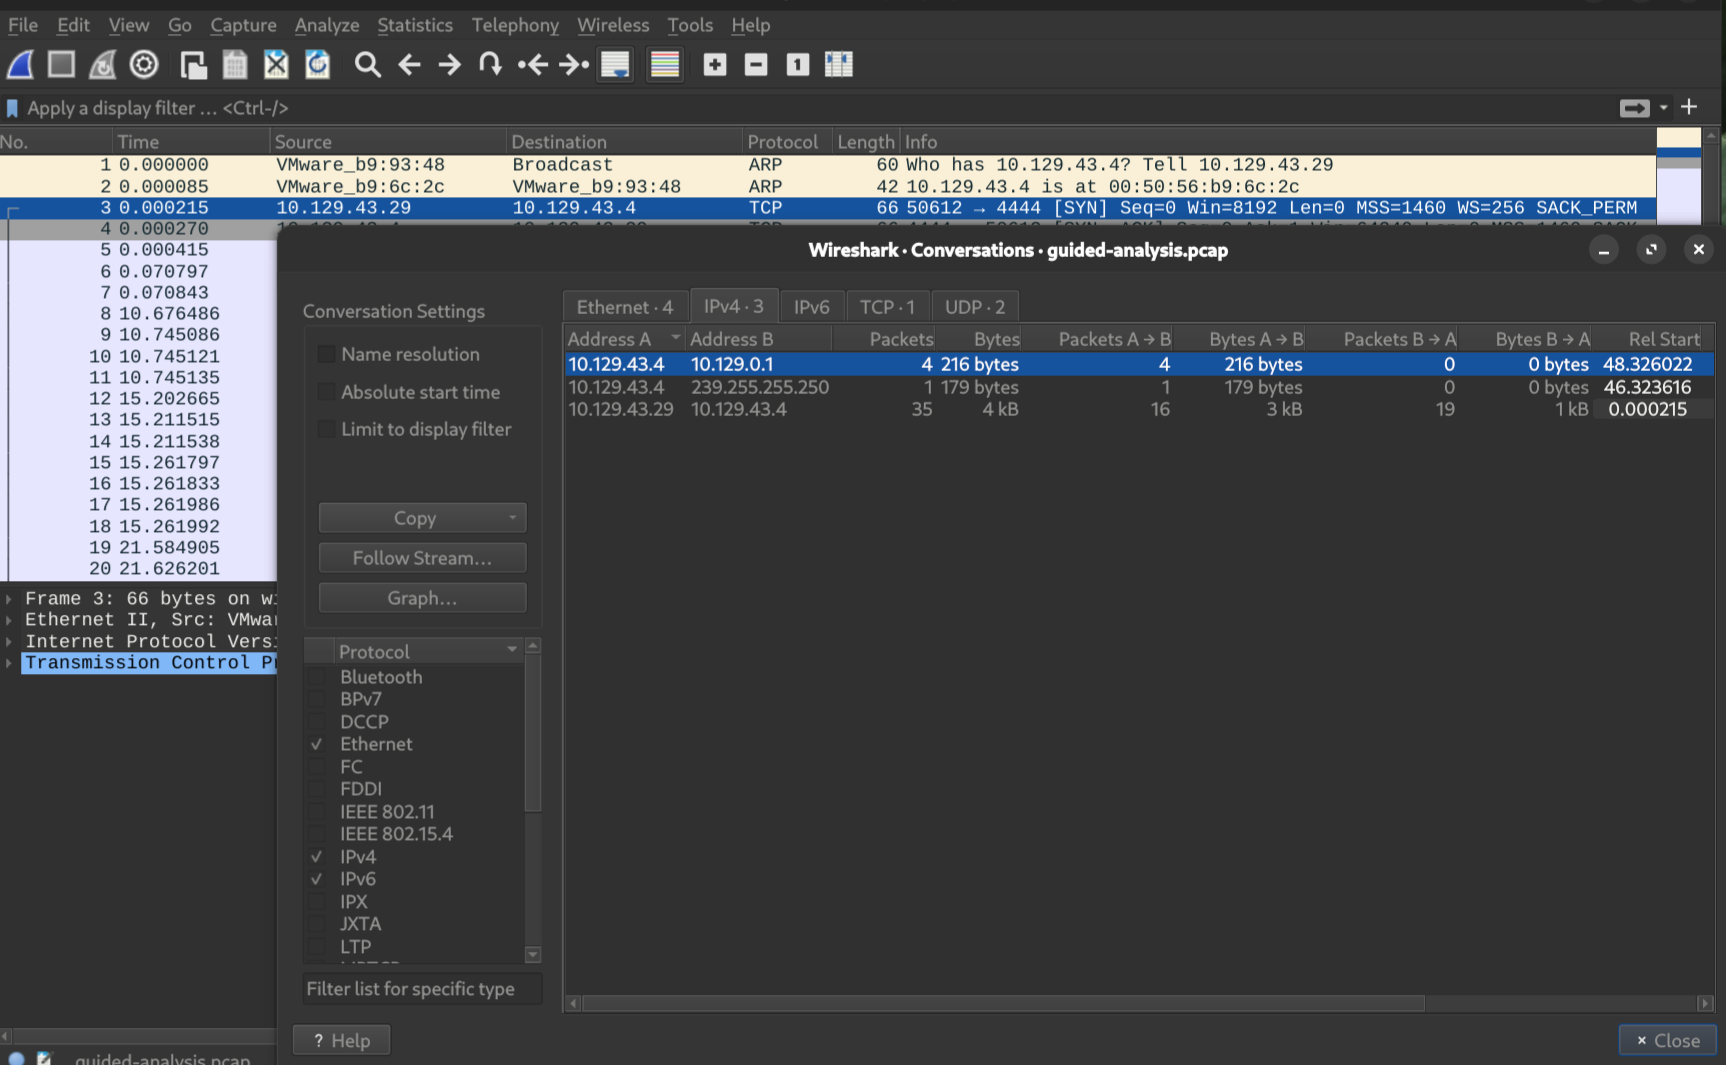 File Edit View Go Capture Analyze Statistics Telephony Wireless Tools Help
Apply a display filter … <Ctrl-/>
No. Time Source Destination Protocol Length Info
1 0.000000 VMware_b9:93:48 Broadcast ARP 60 Who has 10.129.43.4? Tell 10.129.43.29
2 0.000085 VMware_b9:6c:2c VMware_b9:93:48 ARP 42 10.129.43.4 is at 00:50:56:b9:6c:2c
3 0.000215 10.129.43.29 10.129.43.4 TCP 66 50612 → 4444 [SYN] Seq=0 Win=8192 Len=0 MSS=1460 WS=256 SACK_PERM
4 0.000270
5 0.000415
6 0.070797
7 0.070843
8 10.676486
9 10.745086
10 10.745121
11 10.745135
12 15.202665
13 15.211515
14 15.211538
15 15.261797
16 15.261833
17 15.261986
18 15.261992
19 21.584905
20 21.626201
Frame 3: 66 bytes on wi
Ethernet II, Src: VMwar
Internet Protocol Versi
Transmission Control Pr
guided-analysis.pcap
Wireshark · Conversations · guided-analysis.pcap
Conversation Settings
Name resolution
Absolute start time
Limit to display filter
Copy
Follow Stream…
Graph…
Protocol
Bluetooth
BPv7
DCCP
Ethernet
FC
FDDI
IEEE 802.11
IEEE 802.15.4
IPv4
IPv6
IPX
JXTA
LTP
MPTCP
Filter list for specific type
Ethernet · 4 IPv4 · 3 IPv6 TCP · 1 UDP · 2
Address A Address B Packets Bytes Packets A → B Bytes A → B Packets B → A Bytes B → A Rel Start
10.129.43.4 10.129.0.1 4 216 bytes 4 216 bytes 0 0 bytes 48.326022
10.129.43.4 239.255.255.250 1 179 bytes 1 179 bytes 0 0 bytes 46.323616
10.129.43.29 10.129.43.4 35 4 kB 16 3 kB 19 1 kB 0.000215
? Help
× Close